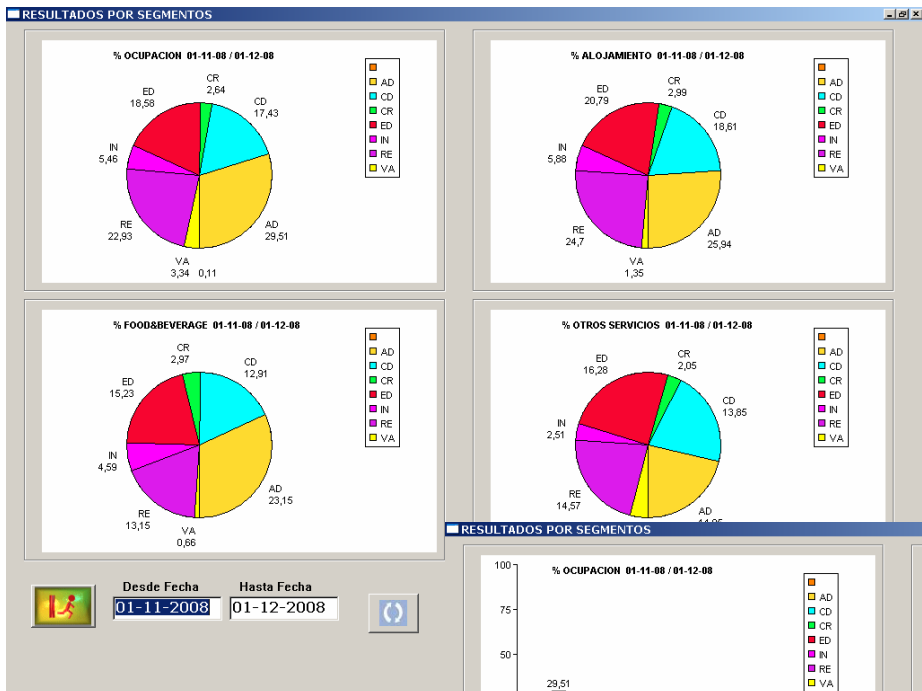 RESULTADOS POR SEGMENTOS
% OCUPACION 01-11-08 / 01-12-08
CR
2,64
ED
18,58
CD
17,43
IN
5,46
RE
22,93
AD
29,51
VA
3,34 0,11
AD
CD
CR
ED
IN
RE
VA
% ALOJAMIENTO 01-11-08 / 01-12-08
CR
2,99
ED
20,79
CD
18,61
IN
5,88
RE
24,7
AD
25,94
VA
1,35
AD
CD
CR
ED
IN
RE
VA
% FOOD&BEVERAGE 01-11-08 / 01-12-08
CR
2,97
CD
12,91
ED
15,23
IN
4,59
AD
23,15
RE
13,15
VA
0,66
AD
CD
CR
ED
IN
RE
VA
% OTROS SERVICIOS 01-11-08 / 01-12-08
CR
2,05
ED
16,28
CD
13,85
IN
2,51
RE
14,57
AD
AD
CD
CR
ED
IN
RE
VA
Desde Fecha Hasta Fecha
01-11-2008 01-12-2008
RESULTADOS POR SEGMENTOS
% OCUPACION 01-11-08 / 01-12-08
100
75
50
29,51
AD
CD
CR
ED
IN
RE
VA